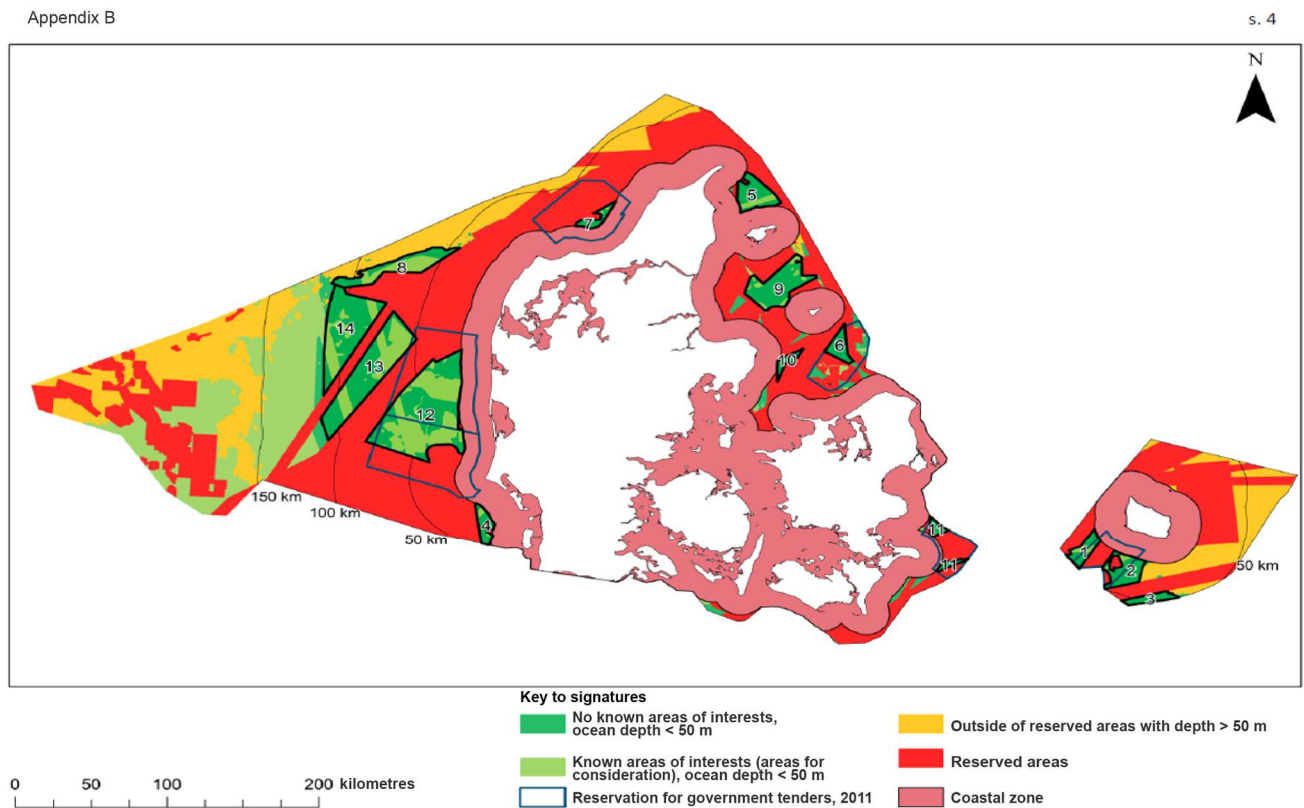 Appendix B
s. 4
N
5
7
8
9
14
6
10
13
12
150 km
100 km
4
50 km
11
11
1
2
50 km
3
Key to signatures
No known areas of interests,
ocean depth < 50 m
Outside of reserved areas with depth > 50 m
Known areas of interests (areas for
consideration), ocean depth < 50 m
Reserved areas
Reservation for government tenders, 2011
Coastal zone
0 50 100 200 kilometres